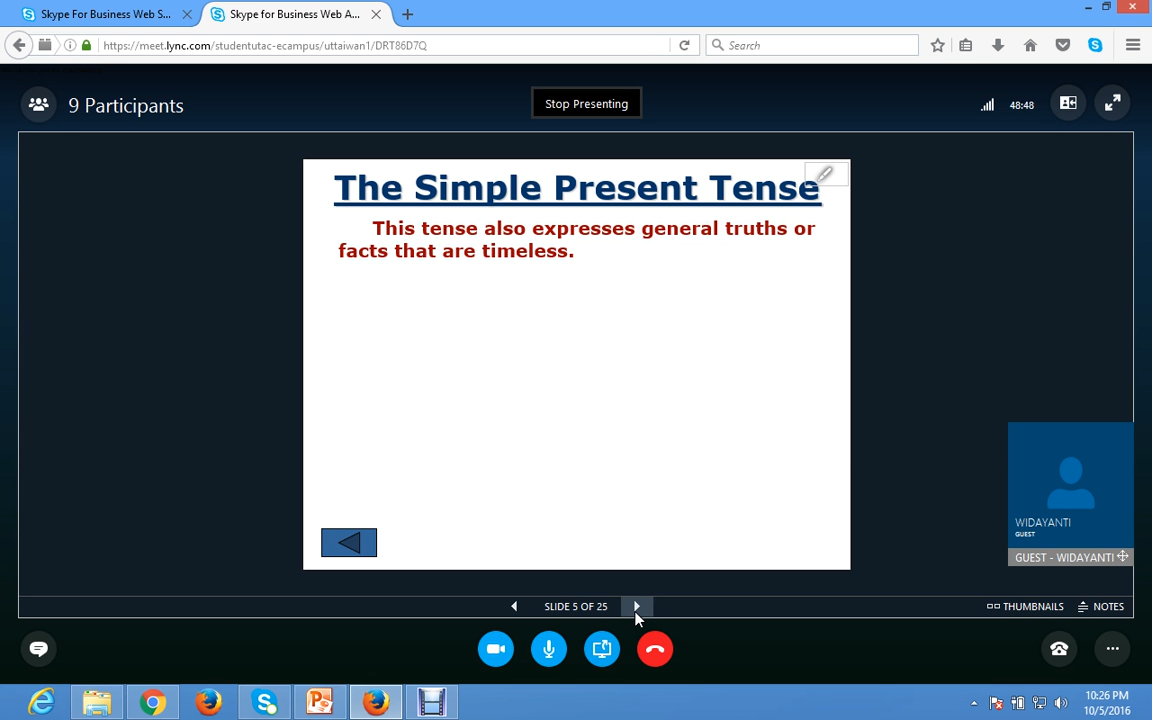 Skype For Business Web S...
Skype for Business Web A...
https://meet.lync.com/studentutac-ecampus/uttaiwan1/DRT86D7Q
Search
9 Participants
Stop Presenting
48:48
The Simple Present Tense
This tense also expresses general truths or
facts that are timeless.
WIDAYANTI
GUEST
GUEST - WIDAYANTI
SLIDE 5 OF 25
THUMBNAILS
NOTES
10:26 PM
10/5/2016